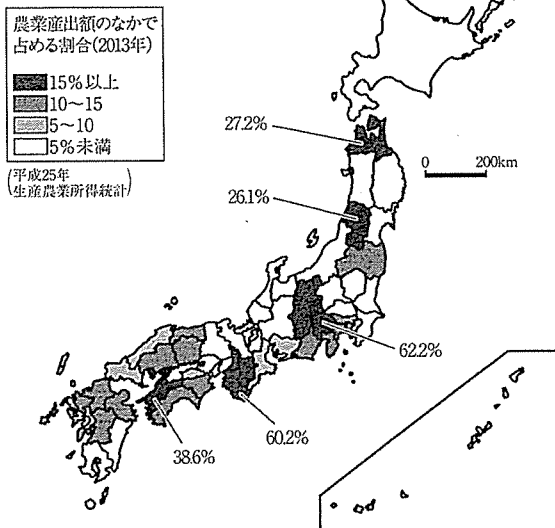 農業産出額のなかで
占める割合(2013年)
15%以上
10〜15
5〜10
5%未満
(平成25年
生産農業所得統計)
27.2%
0 200km
26.1%
62.2%
60.2%
38.6%